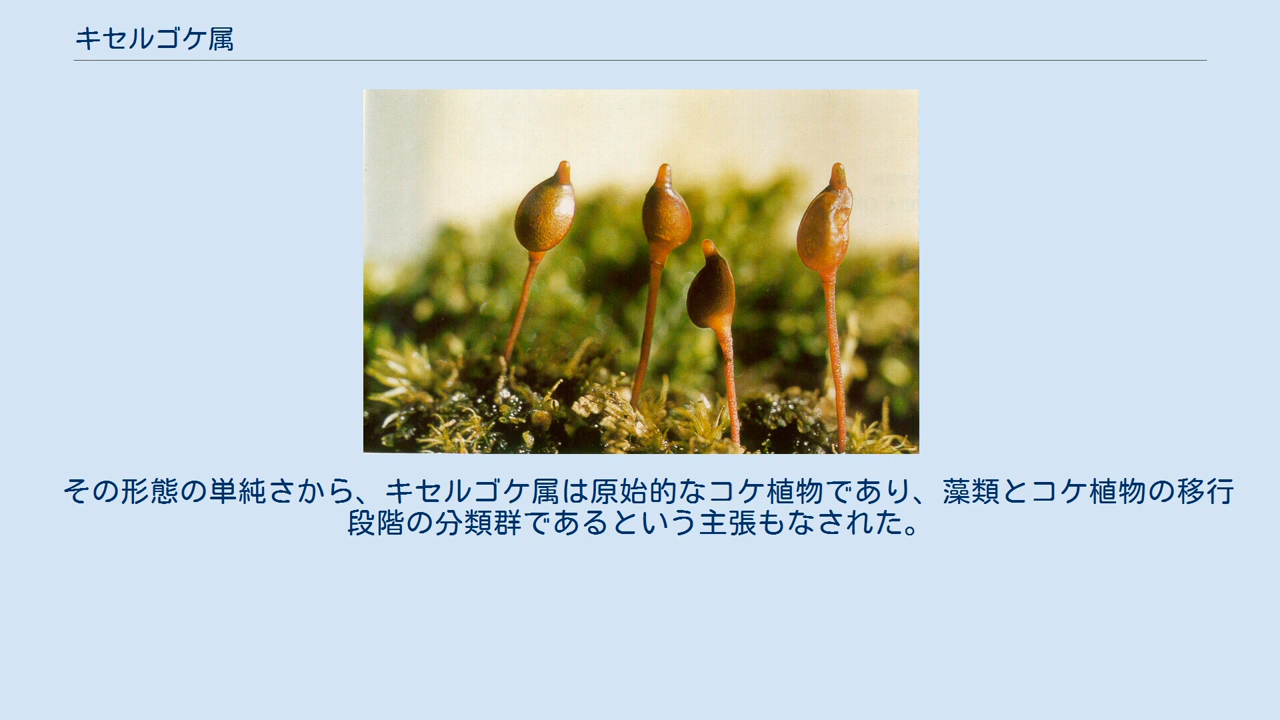 キセルゴケ属
その形態の単純さから、キセルゴケ属は原始的なコケ植物であり、藻類とコケ植物の移行
段階の分類群であるという主張もなされた。